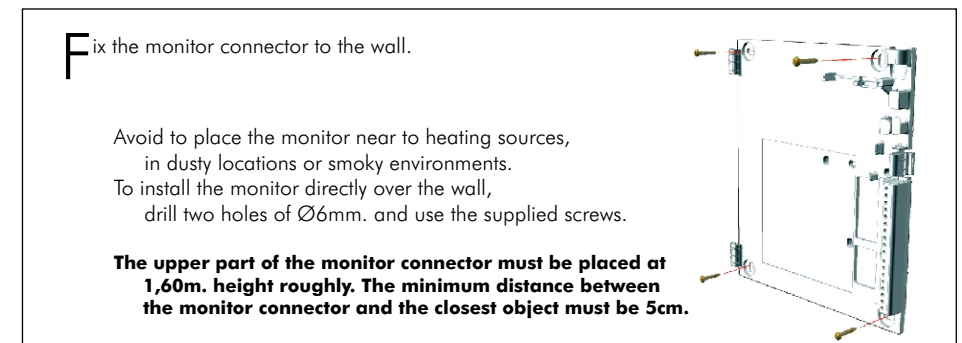 Fix the monitor connector to the wall.
Avoid to place the monitor near to heating sources,
in dusty locations or smoky environments.
To install the monitor directly over the wall,
drill two holes of Ø6mm. and use the supplied screws.
The upper part of the monitor connector must be placed at
1,60m. height roughly. The minimum distance between
the monitor connector and the closest object must be 5cm.